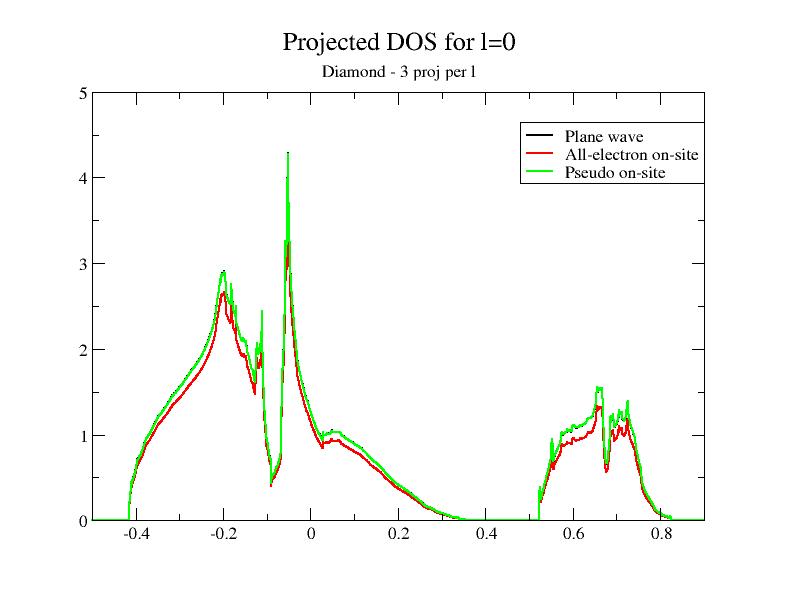 Projected DOS for l=0
Diamond - 3 proj per l
5
4
3
2
1
0
Plane wave
All-electron on-site
Pseudo on-site
-0.4
-0.2
0
0.2
0.4
0.6
0.8